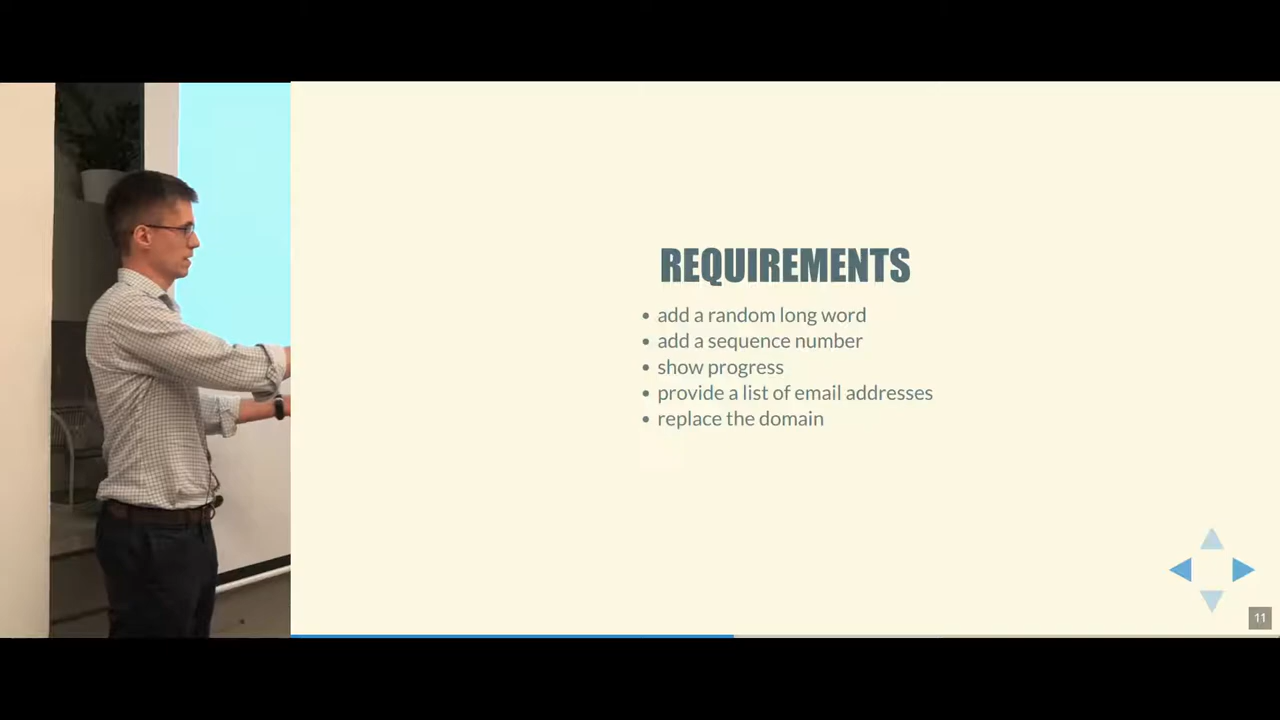 REQUIREMENTS
• add a random long word
• add a sequence number
• show progress
• provide a list of email addresses
• replace the domain
11